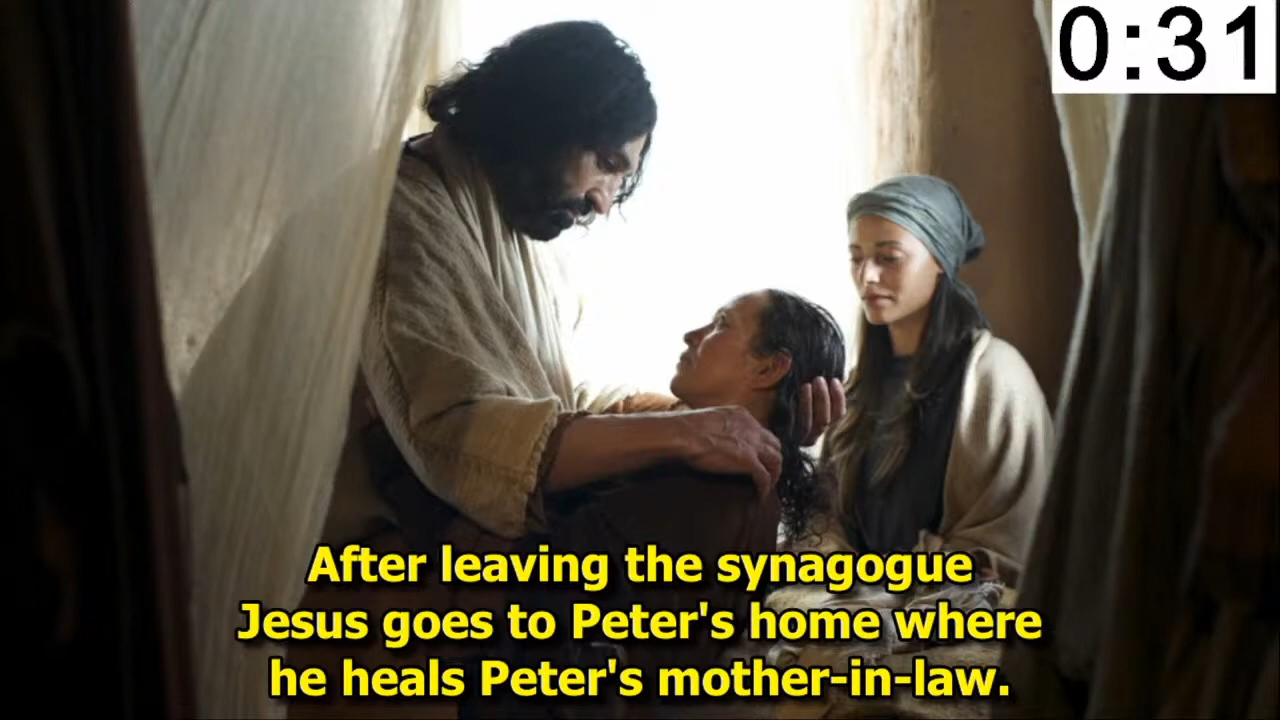 0:31
After leaving the synagogue
Jesus goes to Peter's home where
he heals Peter's mother-in-law.